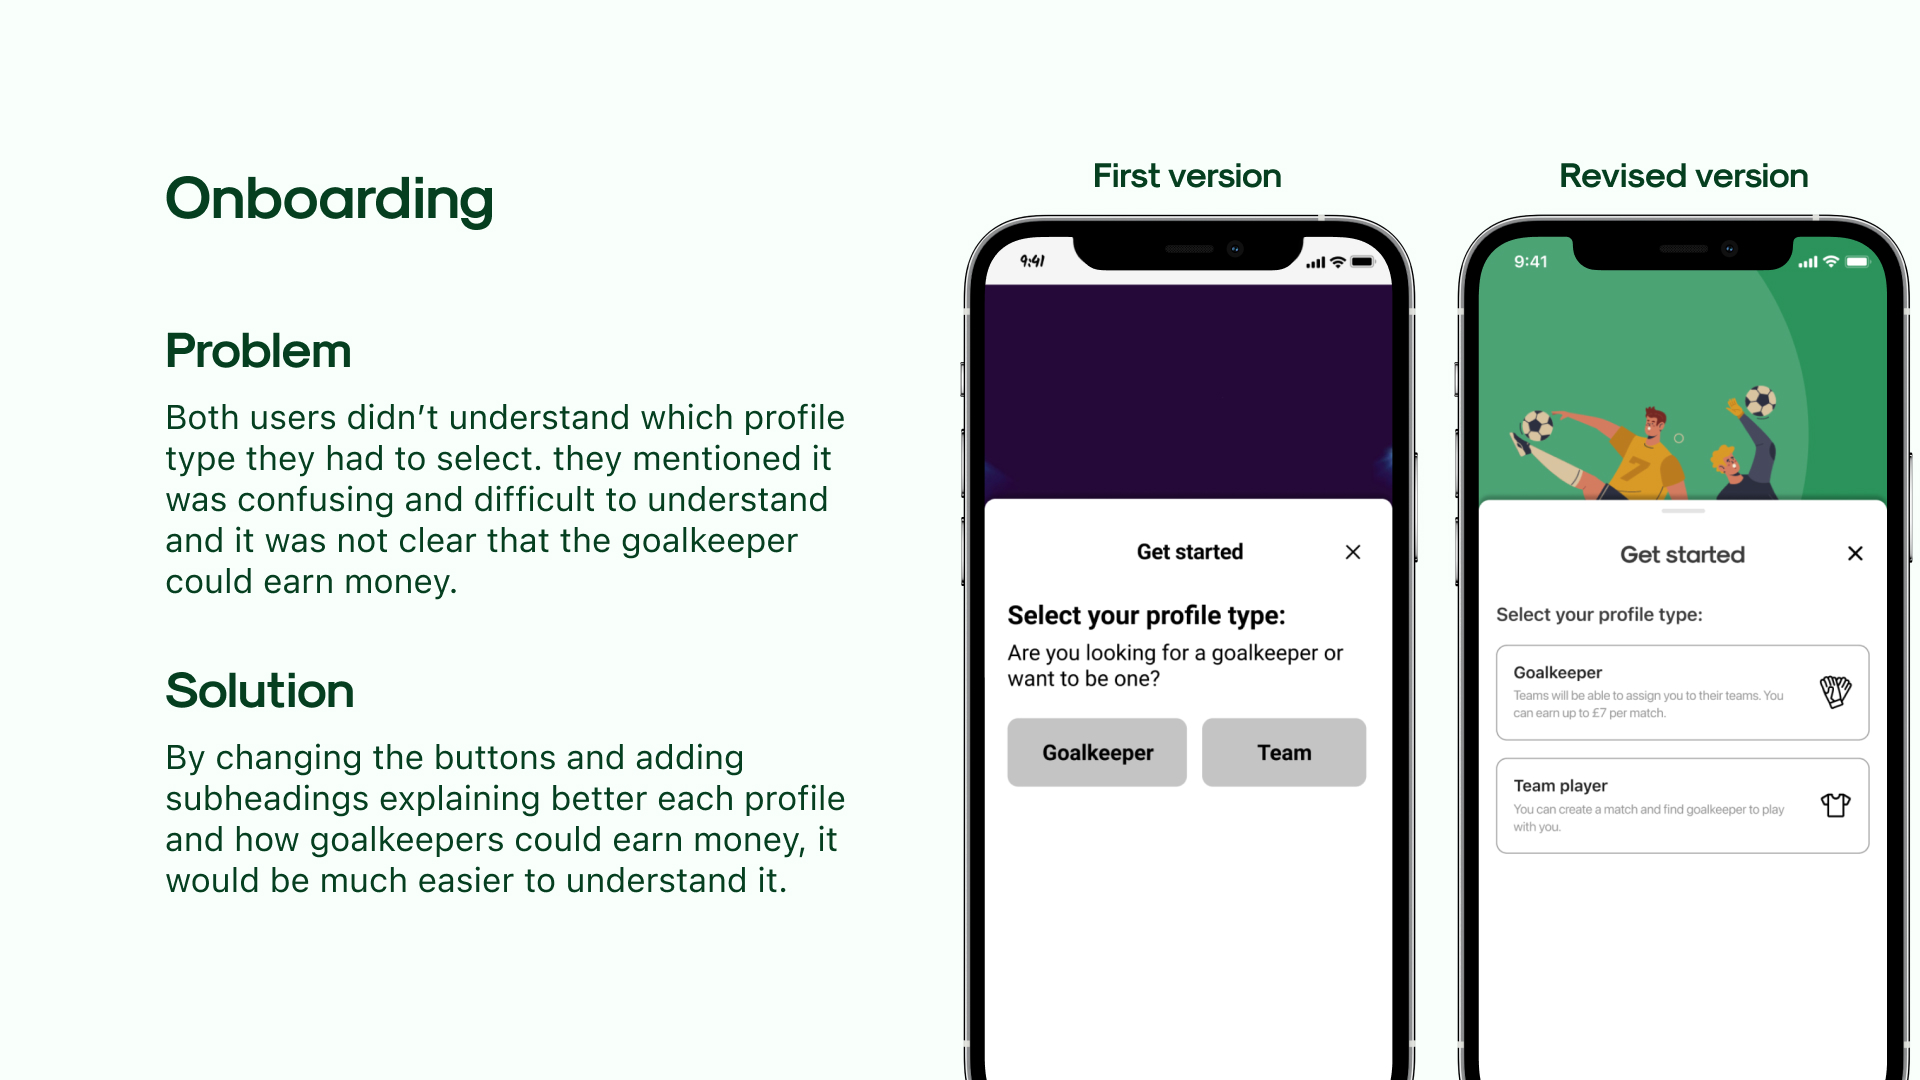 Onboarding
Problem
Both users didn’t understand which profile
type they had to select. they mentioned it
was confusing and difficult to understand
and it was not clear that the goalkeeper
could earn money.
Solution
By changing the buttons and adding
subheadings explaining better each profile
and how goalkeepers could earn money, it
would be much easier to understand it.
First version
9:41
Get started
Select your profile type:
Are you looking for a goalkeeper or
want to be one?
Goalkeeper
Team
Revised version
9:41
7
Get started
Select your profile type:
Goalkeeper
Teams will be able to assign you to their teams. You
can earn up to £7 per match.
Team player
You can create a match and find goalkeeper to play
with you.